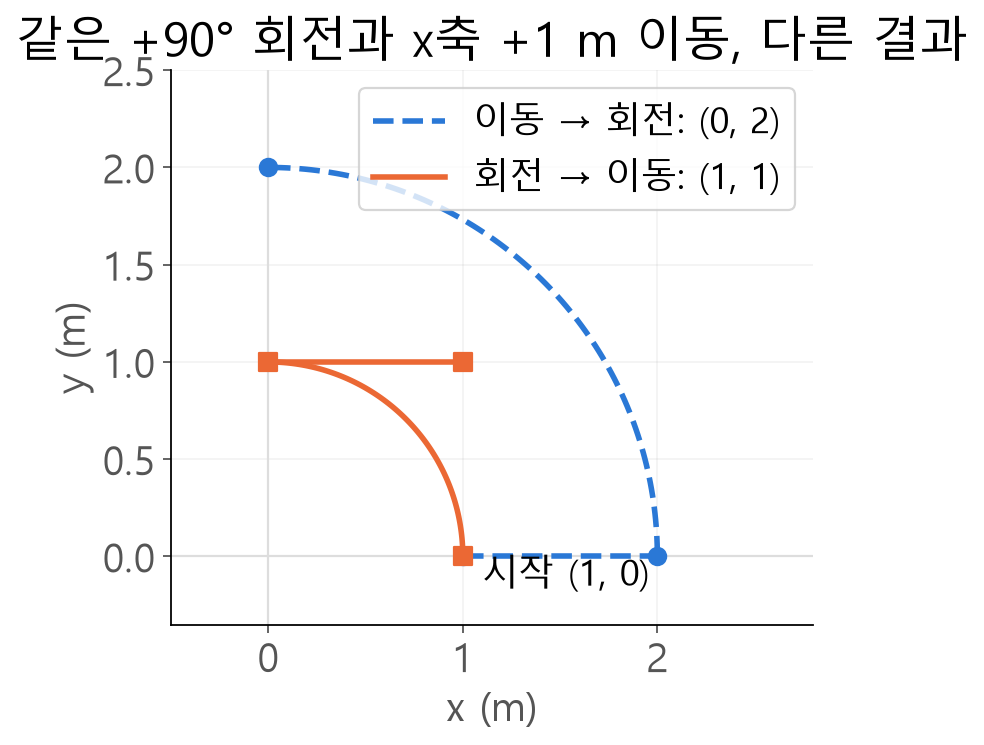 같은 +90° 회전과 x축 +1 m 이동, 다른 결과
이동 → 회전: (0, 2)
회전 → 이동: (1, 1)
2.5
2.0
1.5
1.0
0.5
0.0
y (m)
시작 (1, 0)
0 1 2
x (m)